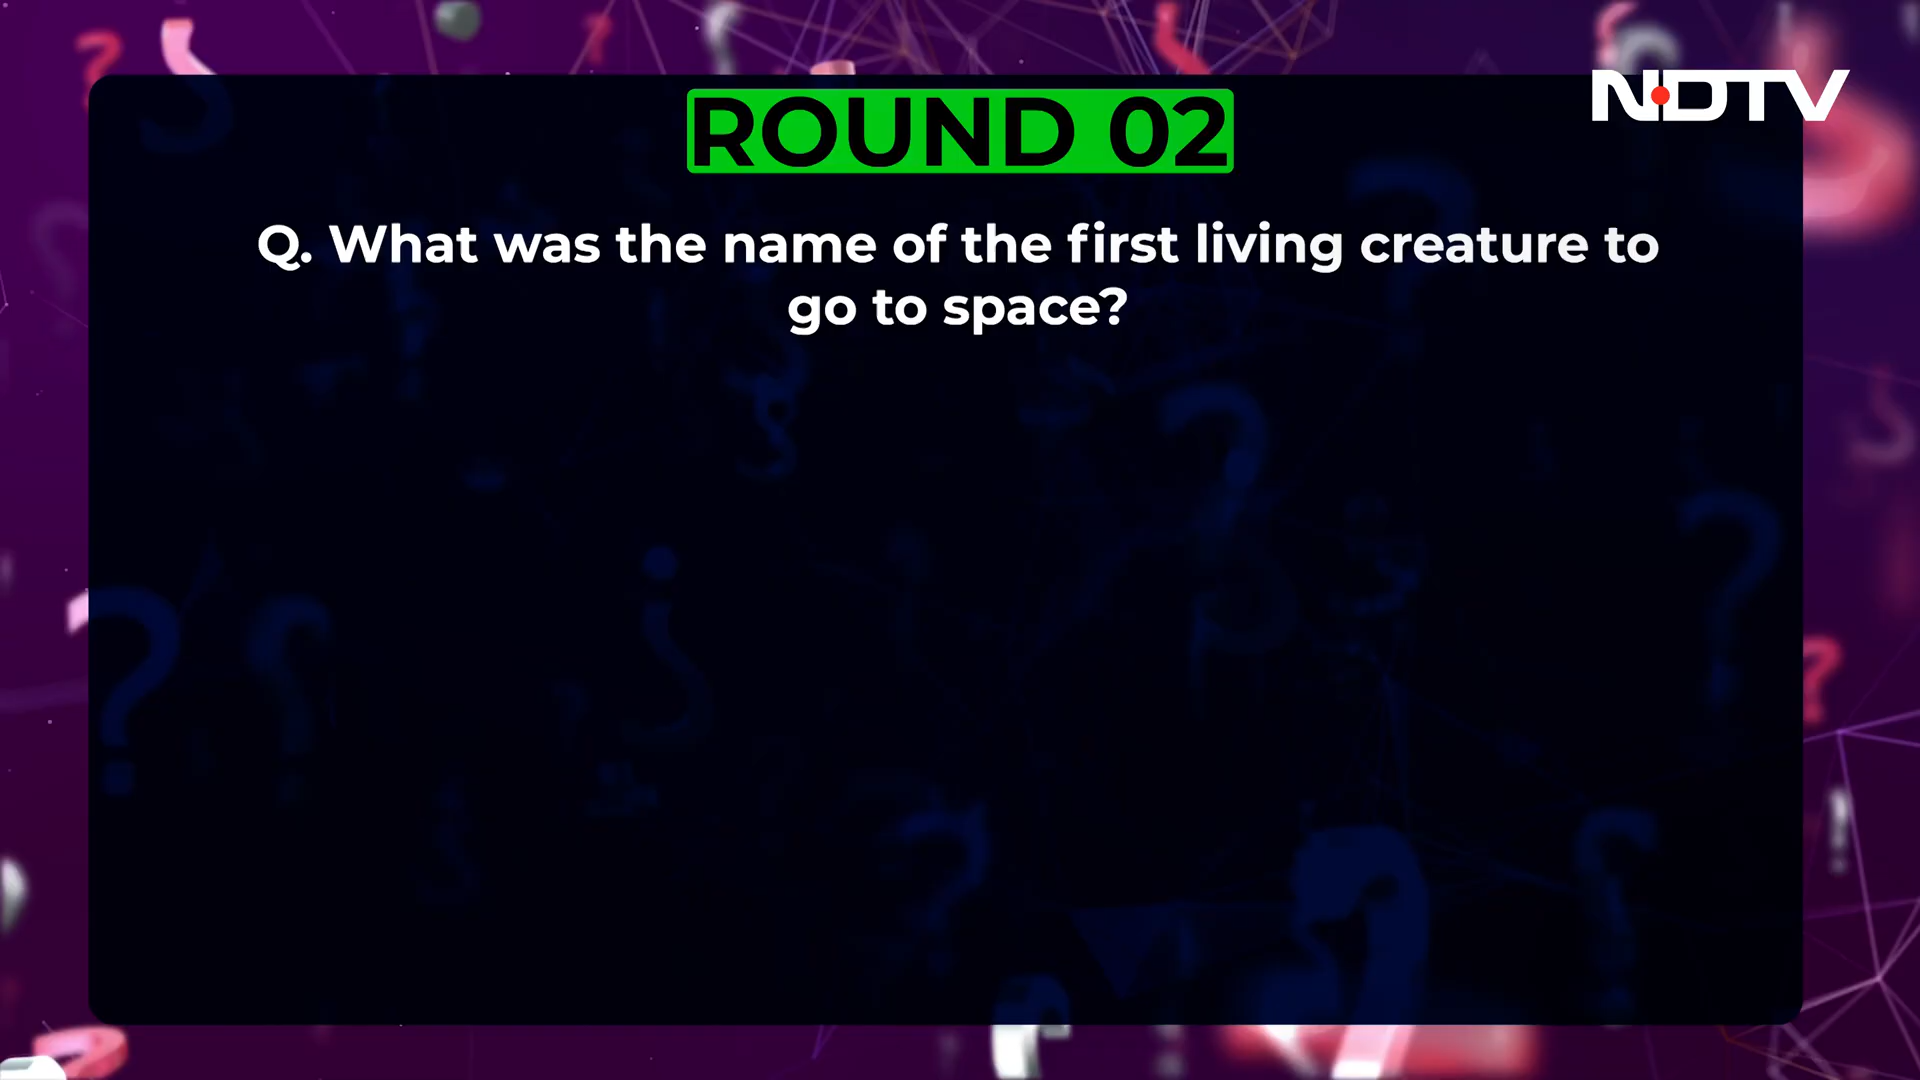 NDTV
ROUND 02
Q. What was the name of the first living creature to
go to space?